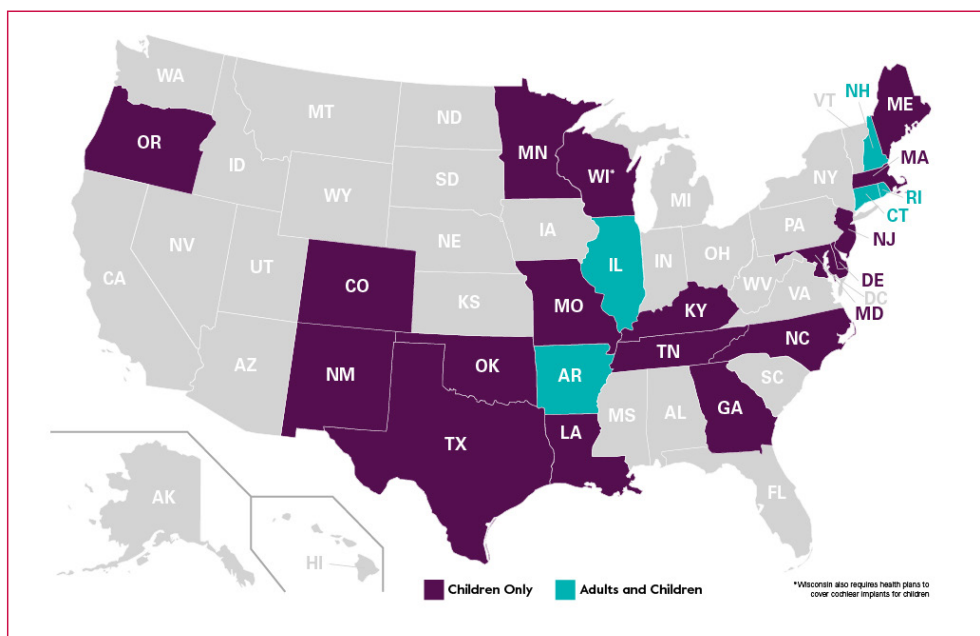 WA
MT
ND
MN
VT
NH
ME
OR
ID
WY
SD
WI*
MI
NY
MA
RI
CT
NV
UT
NE
IA
IL
IN
OH
PA
NJ
CA
CO
KS
MO
KY
WV
VA
DE
DC
MD
AZ
NM
OK
AR
TN
NC
SC
TX
LA
MS
AL
GA
FL
AK
HI
Children Only
Adults and Children
*Wisconsin also requires health plans to
cover cochlear implants for children